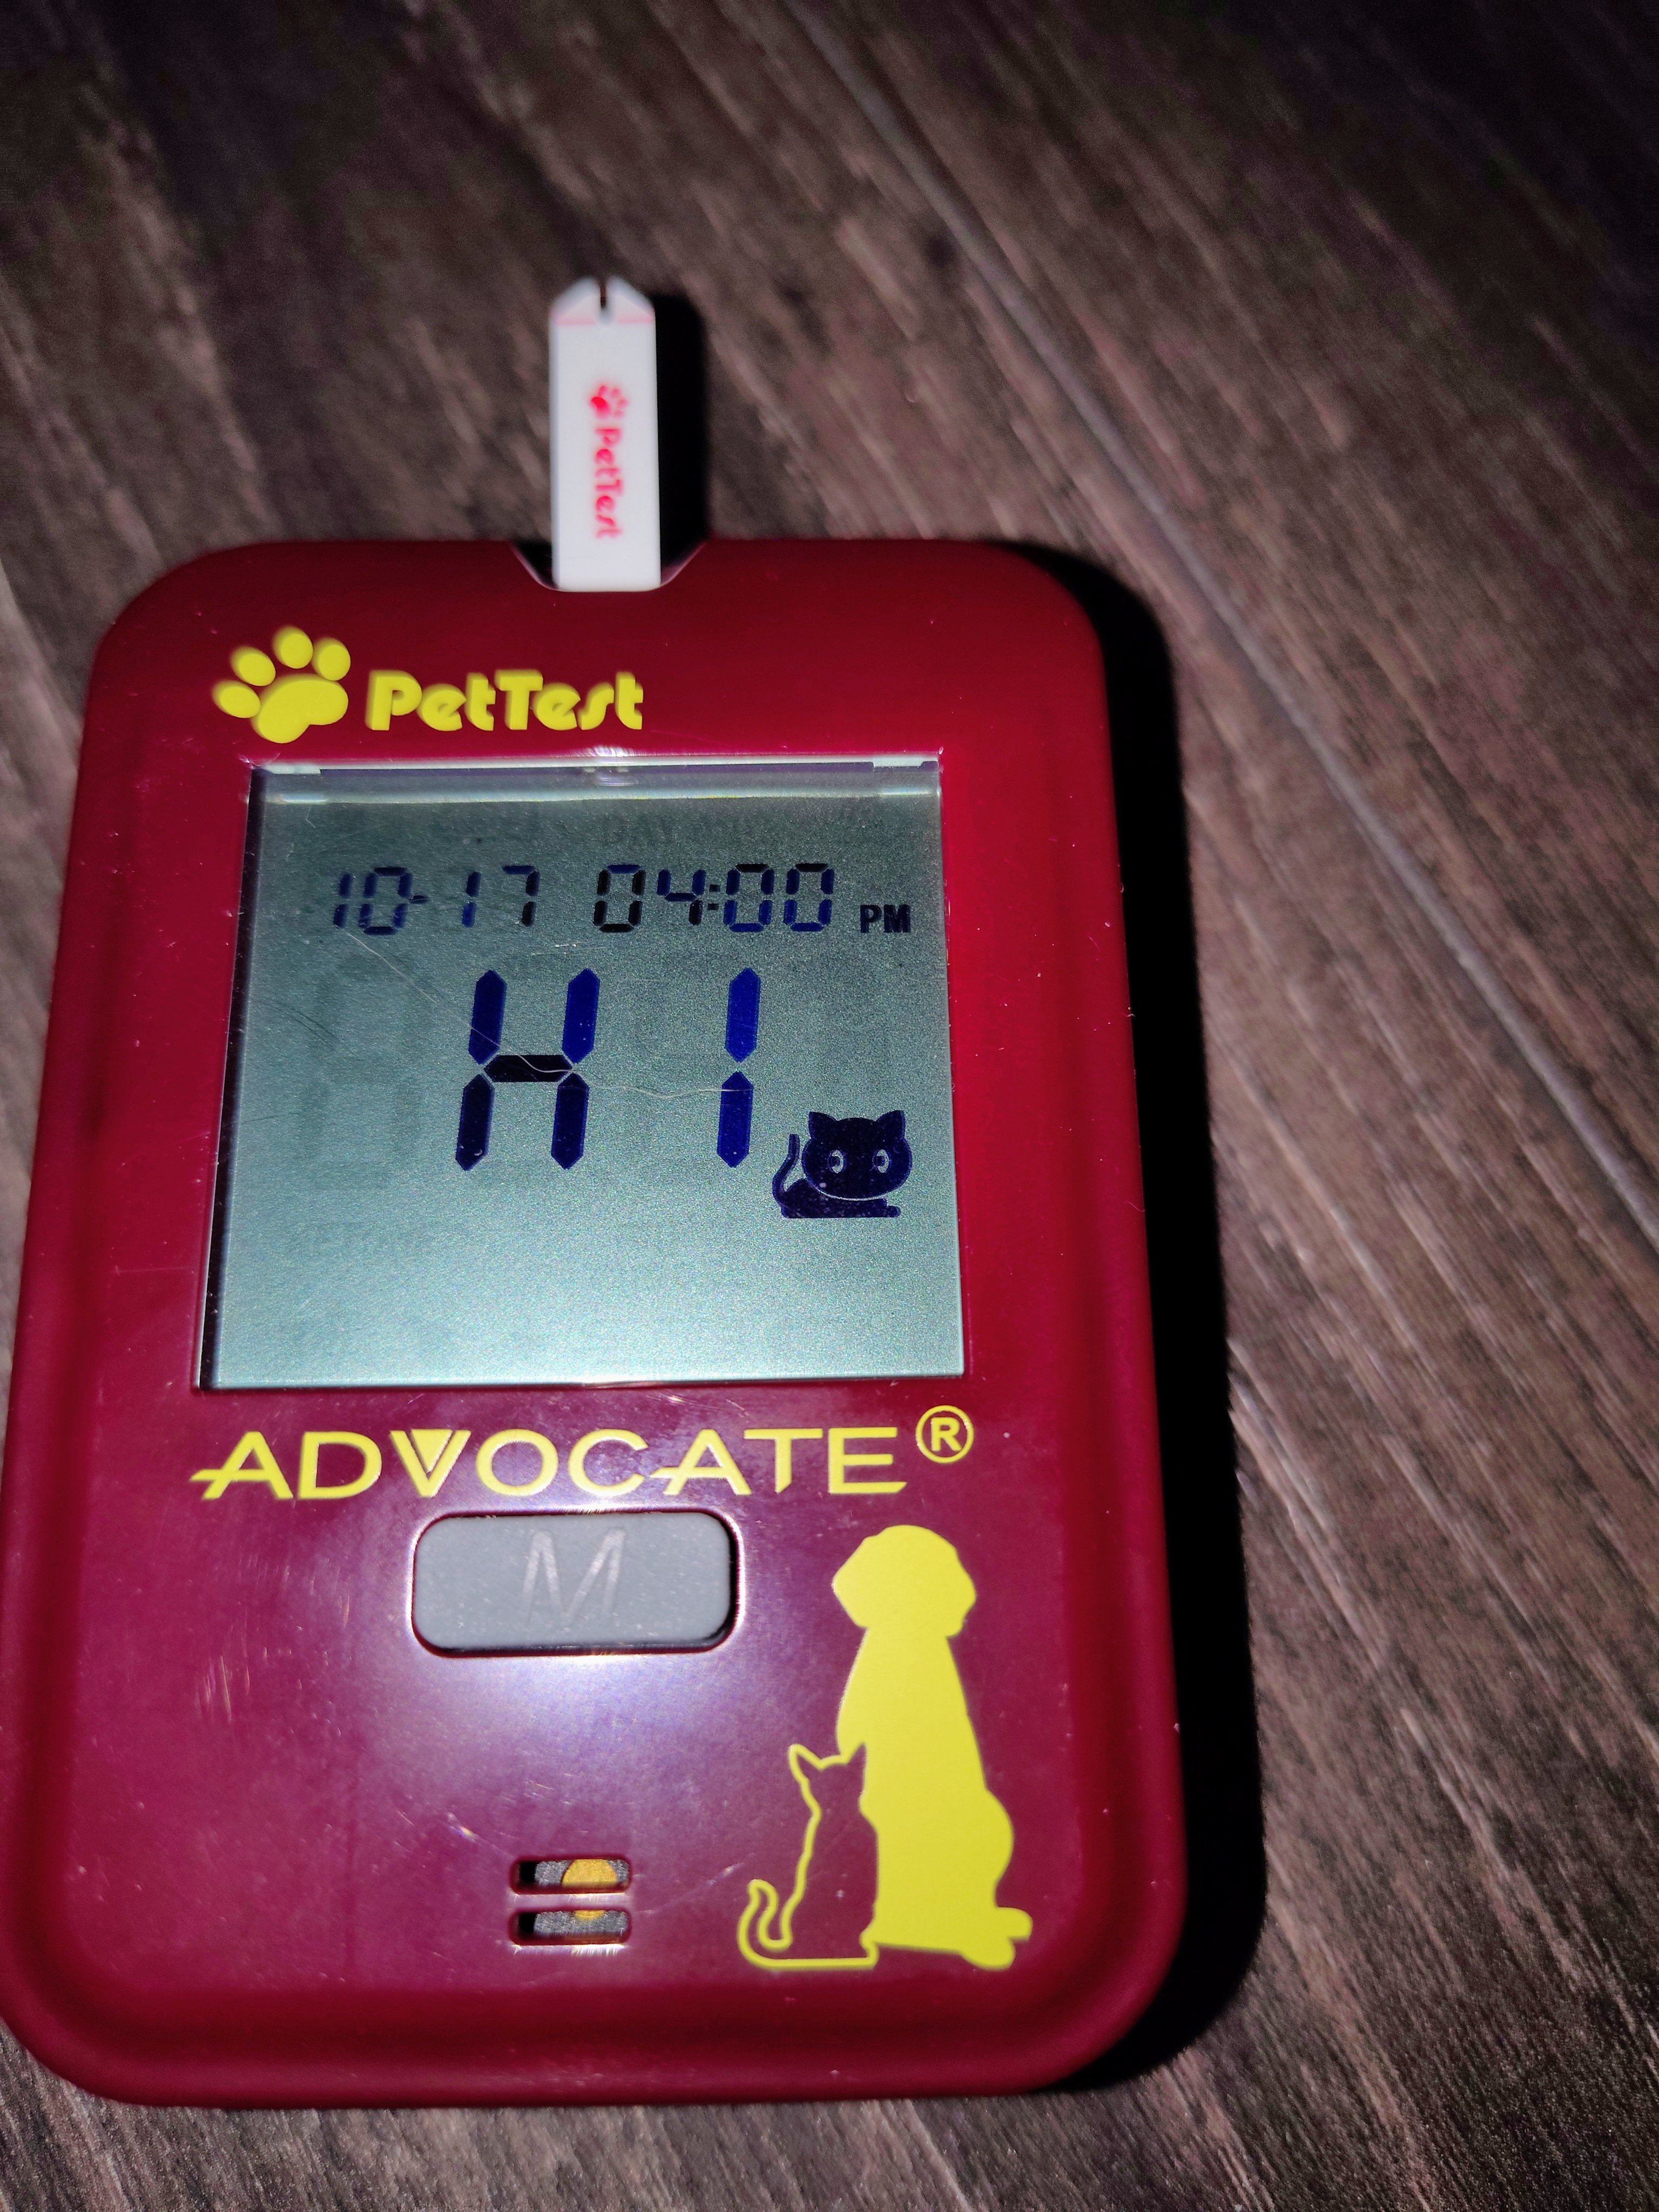 PetTest
PetTest
10-17 04:00 PM
HI
ADVOCATE®
M